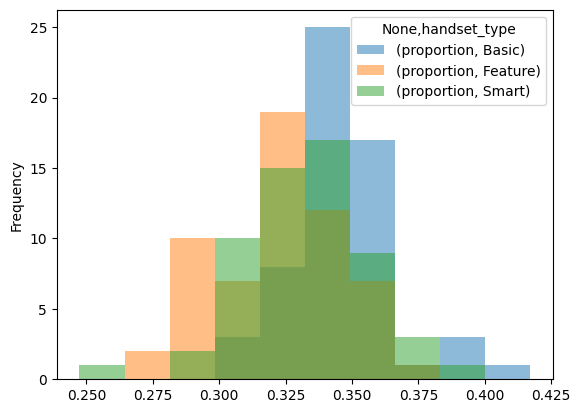 None,handset_type
(proportion, Basic)
(proportion, Feature)
(proportion, Smart)
Frequency
25
20
15
10
5
0
0.250 0.275 0.300 0.325 0.350 0.375 0.400 0.425